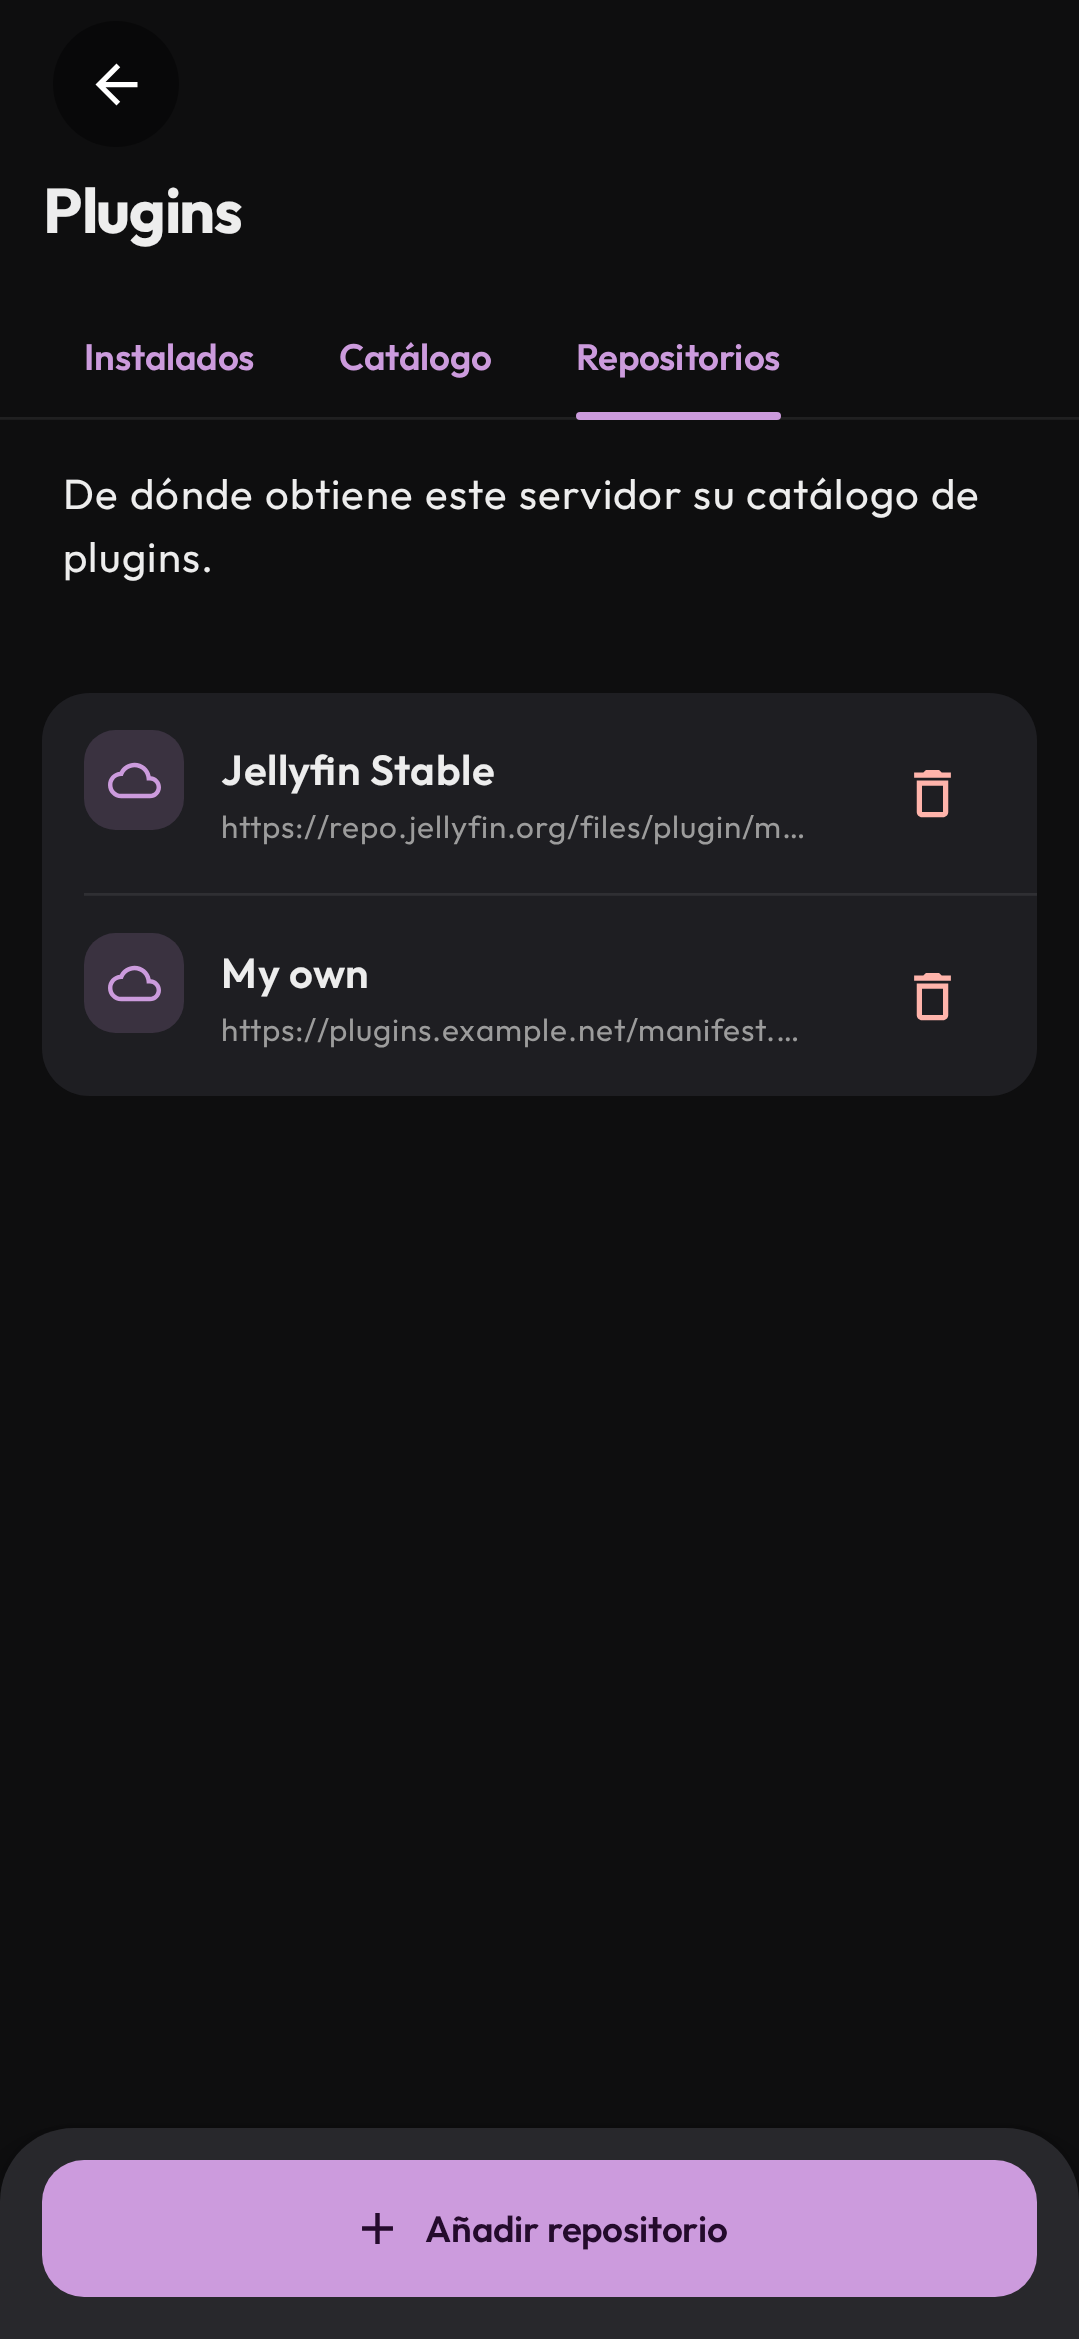 Plugins
Instalados
Catálogo
Repositorios
De dónde obtiene este servidor su catálogo de
plugins.
Jellyfin Stable
https://repo.jellyfin.org/files/plugin/m...
My own
https://plugins.example.net/manifest....
Añadir repositorio